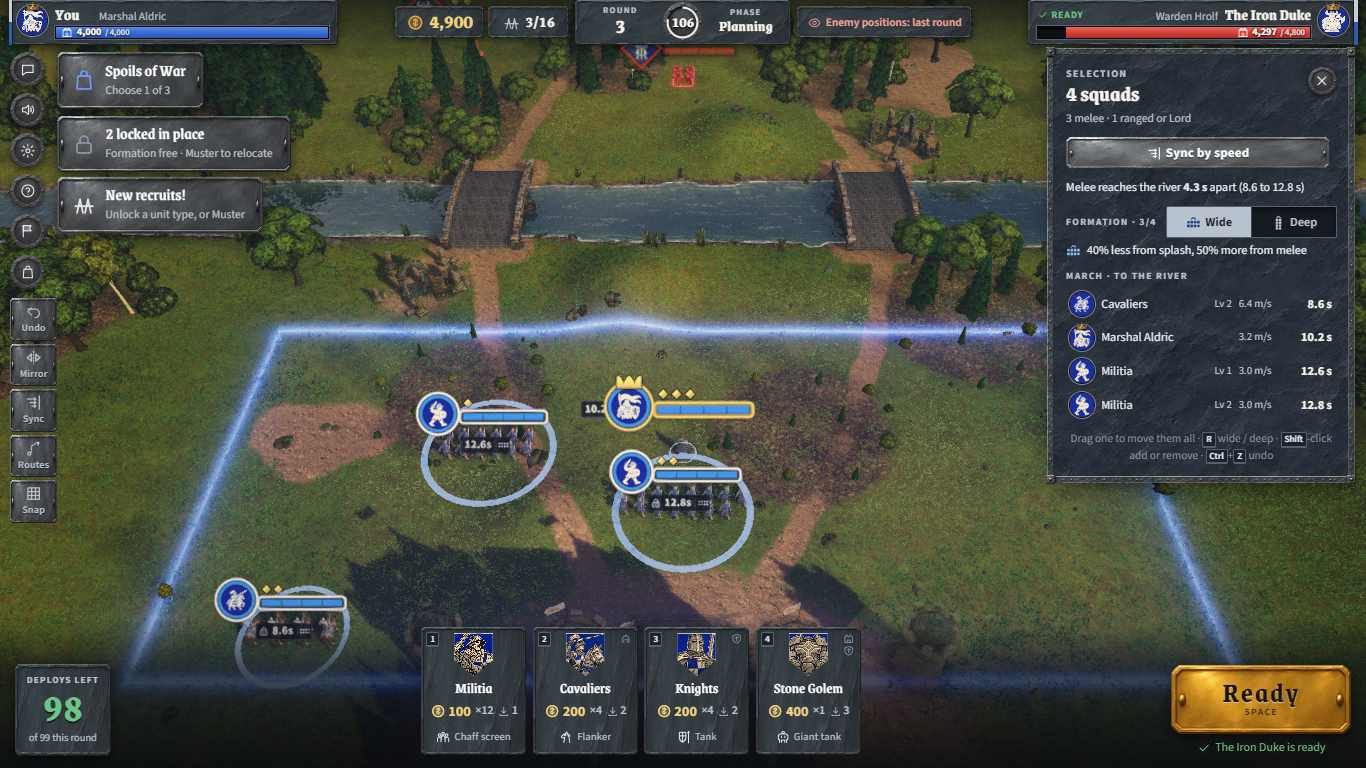 You Marshal Aldric
4,000 / 4,000
4,900
3/16
ROUND
3
106
PHASE
Planning
Enemy positions: last round
READY
Warden Hrolf The Iron Duke
4,297 / 4,800
Spoils of War
Choose 1 of 3
2 locked in place
Formation free · Muster to relocate
New recruits!
Unlock a unit type, or Muster
Undo
Mirror
Sync
Routes
Snap
SELECTION
4 squads
3 melee · 1 ranged or Lord
Sync by speed
Melee reaches the river 4.3 s apart (8.6 to 12.8 s)
FORMATION · 3/4
Wide
Deep
40% less from splash, 50% more from melee
MARCH · TO THE RIVER
Cavaliers Lv 2 6.4 m/s 8.6 s
Marshal Aldric 3.2 m/s 10.2 s
Militia Lv 1 3.0 m/s 12.6 s
Militia Lv 2 3.0 m/s 12.8 s
Drag one to move them all · R wide / deep · Shift-click
add or remove · Ctrl+Z undo
10.2
12.6s
12.8s
8.6s
DEPLOYS LEFT
98
of 99 this round
1
Militia
100 ×12 1
Chaff screen
2
Cavaliers
200 ×4 2
Flanker
3
Knights
200 ×4 2
Tank
4
Stone Golem
400 ×1 3
Giant tank
Ready
SPACE
The Iron Duke is ready